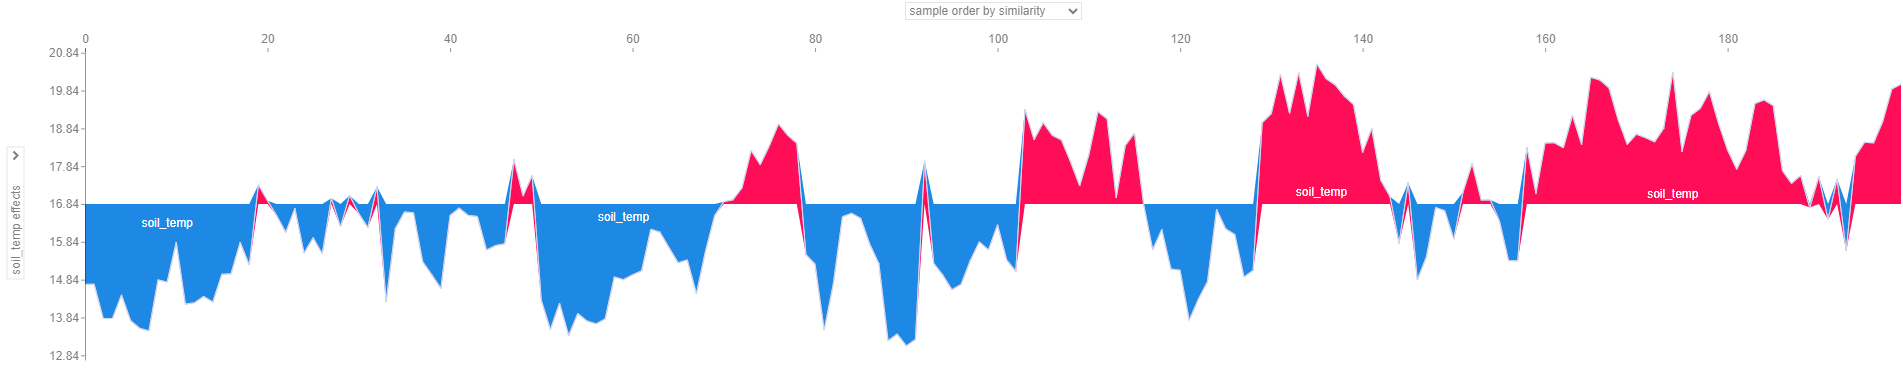 sample order by similarity
0 20 40 60 80 100 120 140 160 180
20.84
19.84
18.84
17.84
16.84
15.84
14.84
13.84
12.84
soil_temp effects
soil_temp
soil_temp
soil_temp
soil_temp